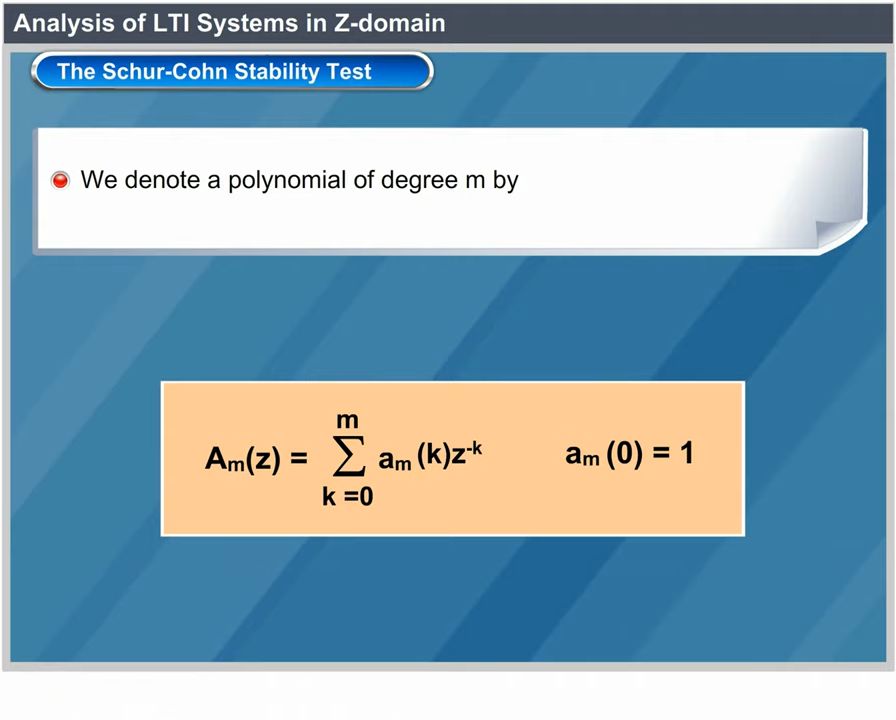 Analysis of LTI Systems in Z-domain
The Schur-Cohn Stability Test
We denote a polynomial of degree m by
Aₘ(z) = ∑ₖ ₌₀ᵐ aₘ (k)z⁻ᵏ    aₘ (0) = 1